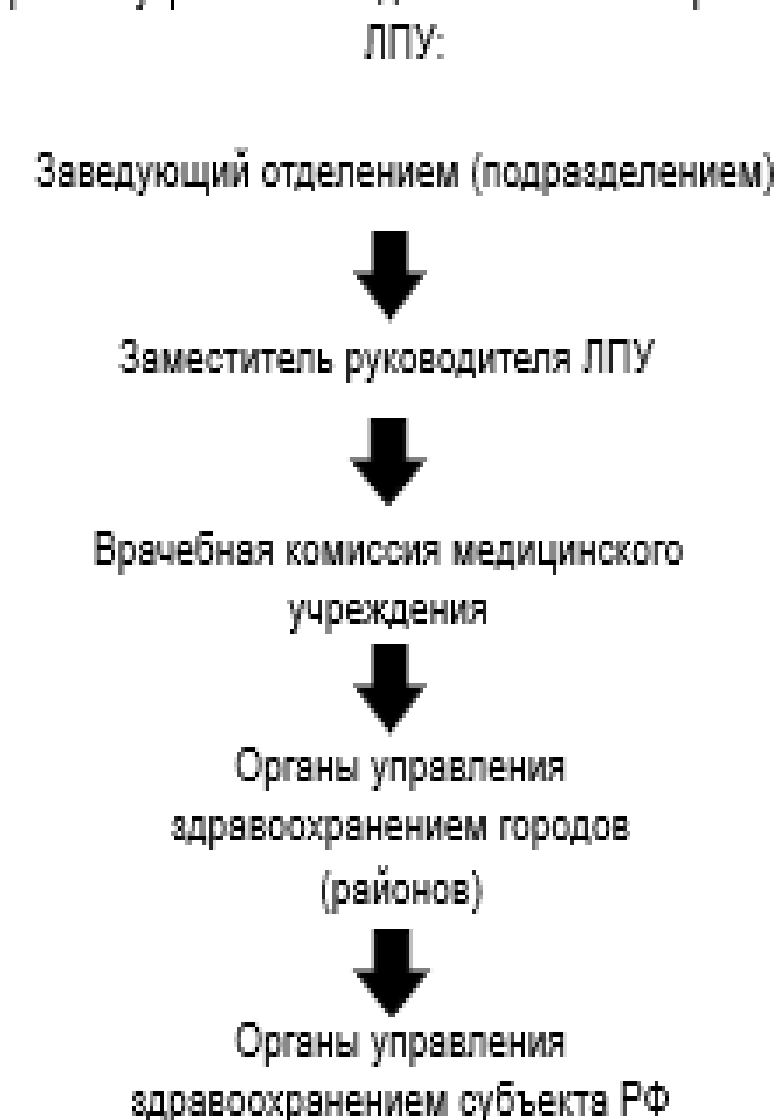 ЛПУ:
Заведующий отделением (подразделением)
Заместитель руководителя ЛПУ
Врачебная комиссия медицинского
учреждения
Органы управления
здравоохранением городов
(районов)
Органы управления
здравоохранением субъекта РФ